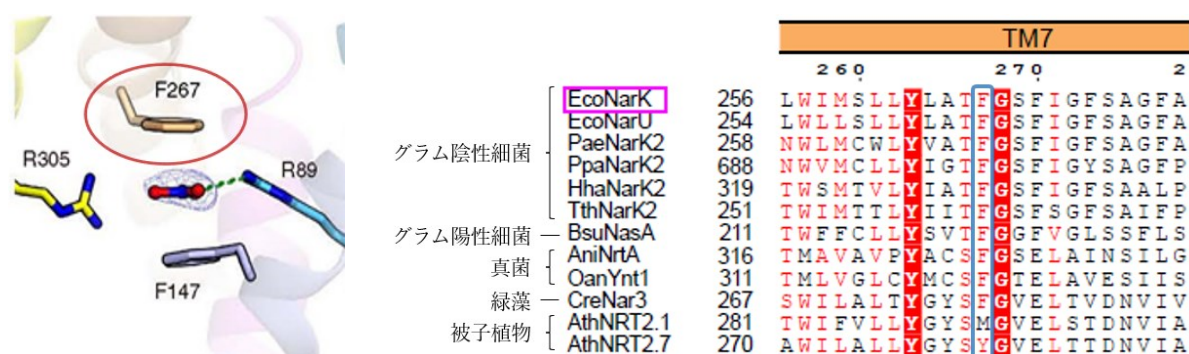 F267
R305
R89
F147
TM7
260 270 2
グラム陰性細菌
EcoNarK 256 LWIMSLLYLATFGSFIGFSAGFA
EcoNarU 254 LWLLSLLYLATFGSFIGFSAGFA
PaeNarK2 258 NWLMCWLYVATFGSFIGFSAGFA
PpaNarK2 688 NWVMCLLYIGTFGSFIGYSAGFP
HhaNarK2 319 TWSMTVLYIATFGSFIGFSAALP
TthNarK2 251 TWIMTTLYIITFGSFSGFSAIFP
グラム陽性細菌 BsuNasA 211 TWFFCLLYSVTFGGFVGLSSFLS
真菌
AniNrtA 316 TMAVAVPYACSFGSELAINSILG
OanYnt1 311 TMLVGLCYMCSFGTELAVESIIS
緑藻 CreNar3 267 SWILALTYGYSFGVELTVDNVIV
被子植物
AthNRT2.1 281 TWIFVLLYGYSMGVELSTDNVIA
AthNRT2.7 270 AWILALLYGYSYGVELTTDNVIA